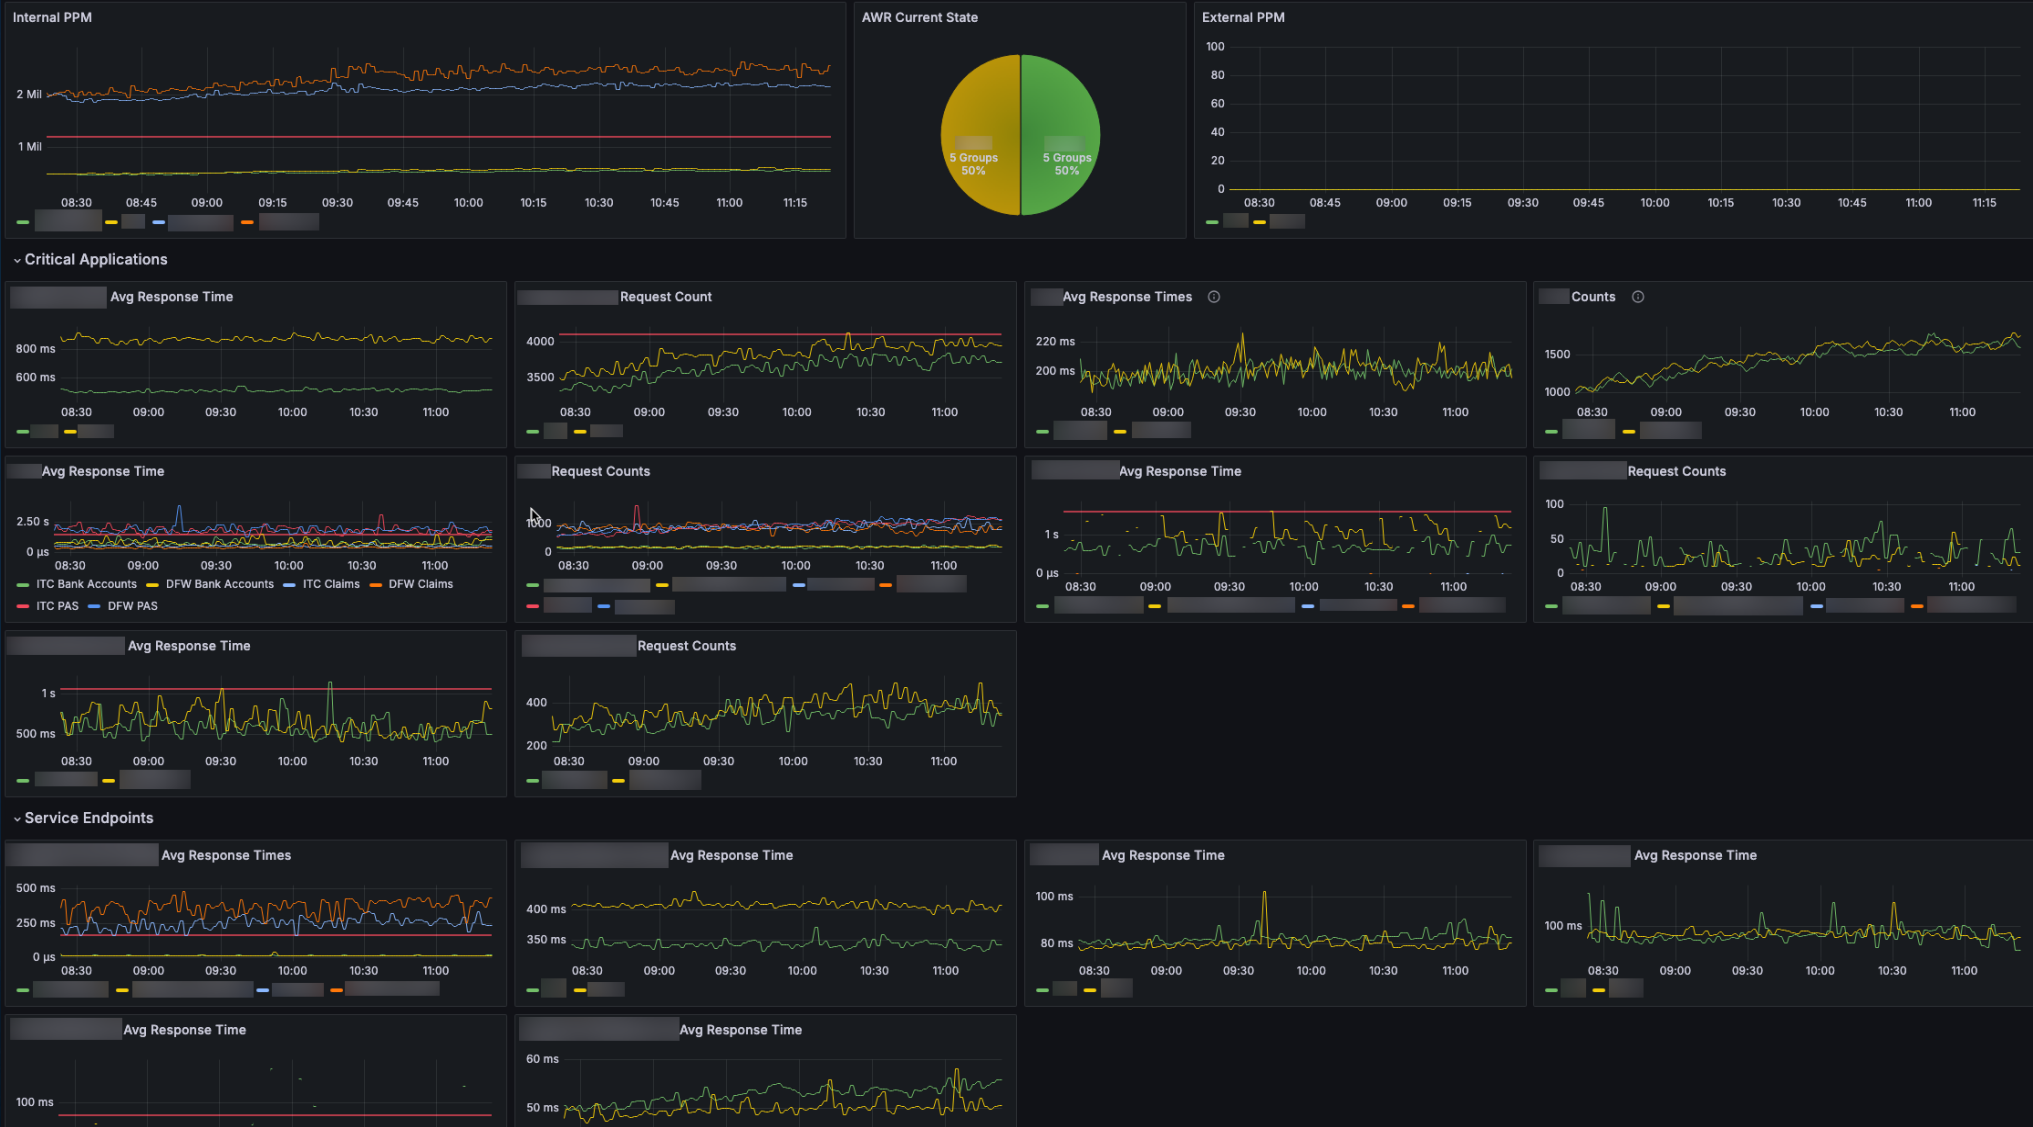 Internal PPM
2 Mil
1 Mil
08:30 08:45 09:00 09:15 09:30 09:45 10:00 10:15 10:30 10:45 11:00 11:15
AWR Current State
5 Groups 5 Groups
50% 50%
External PPM
100
80
60
40
20
0
08:30 08:45 09:00 09:15 09:30 09:45 10:00 10:15 10:30 10:45 11:00 11:15
Critical Applications
Avg Response Time
800 ms
600 ms
08:30 09:00 09:30 10:00 10:30 11:00
Request Count
4000
3500
08:30 09:00 09:30 10:00 10:30 11:00
Avg Response Times
220 ms
200 ms
08:30 09:00 09:30 10:00 10:30 11:00
Counts
1500
1000
08:30 09:00 09:30 10:00 10:30 11:00
Avg Response Time
2.50 s
0 µs
08:30 09:00 09:30 10:00 10:30 11:00
ITC Bank Accounts DFW Bank Accounts ITC Claims DFW Claims
ITC PAS DFW PAS
Request Counts
1000
0
08:30 09:00 09:30 10:00 10:30 11:00
Avg Response Time
1 s
0 µs
08:30 09:00 09:30 10:00 10:30 11:00
Request Counts
100
50
0
08:30 09:00 09:30 10:00 10:30 11:00
Avg Response Time
1 s
500 ms
08:30 09:00 09:30 10:00 10:30 11:00
Request Counts
400
200
08:30 09:00 09:30 10:00 10:30 11:00
Service Endpoints
Avg Response Times
500 ms
250 ms
0 µs
08:30 09:00 09:30 10:00 10:30 11:00
Avg Response Time
400 ms
350 ms
08:30 09:00 09:30 10:00 10:30 11:00
Avg Response Time
100 ms
80 ms
08:30 09:00 09:30 10:00 10:30 11:00
Avg Response Time
100 ms
08:30 09:00 09:30 10:00 10:30 11:00
Avg Response Time
100 ms
Avg Response Time
60 ms
50 ms